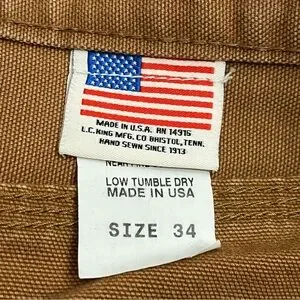 MADE IN U.S.A. RN 14915
L.C. KING MFG. CO BRISTOL, TENN.
HAND SEWN SINCE 1913
LOW TUMBLE DRY
MADE IN USA
SIZE 34